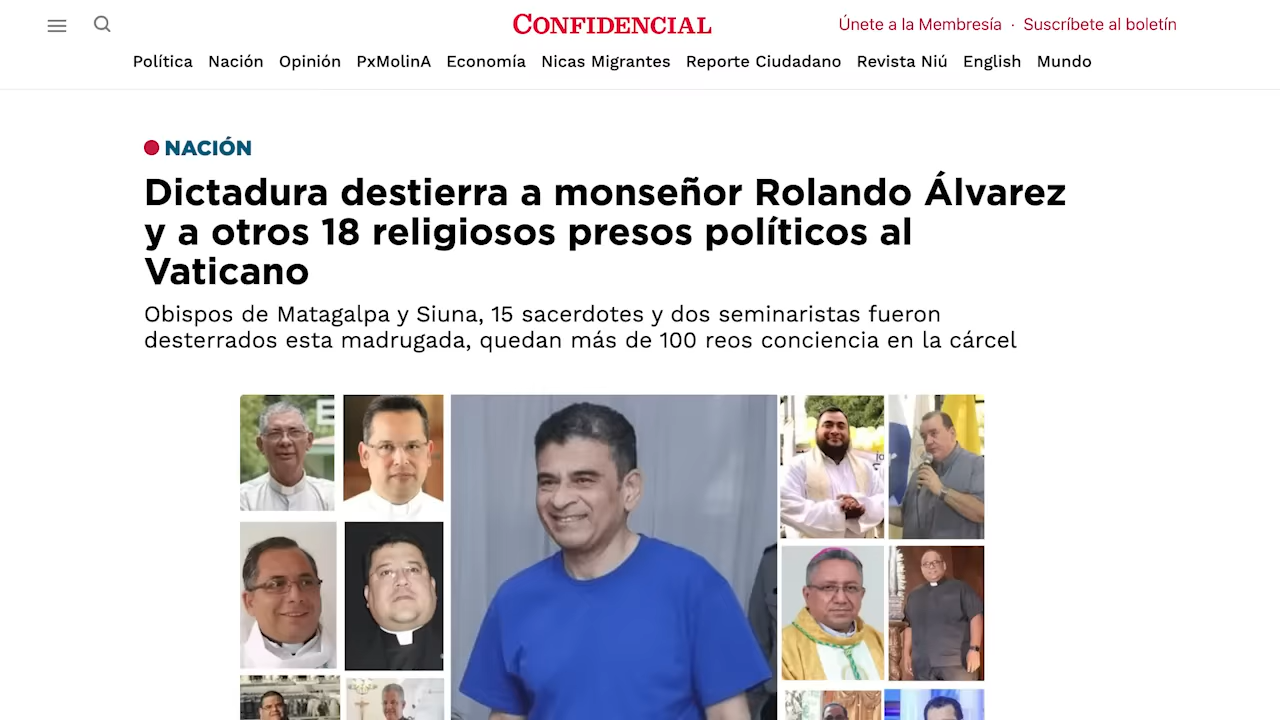 CONFIDENCIAL
Únete a la Membresía · Suscríbete al boletín
Política Nación Opinión PxMolinA Economía Nicas Migrantes Reporte Ciudadano Revista Niú English Mundo
NACIÓN
Dictadura destierra a monseñor Rolando Álvarez
y a otros 18 religiosos presos políticos al
Vaticano
Obispos de Matagalpa y Siuna, 15 sacerdotes y dos seminaristas fueron
desterrados esta madrugada, quedan más de 100 reos conciencia en la cárcel